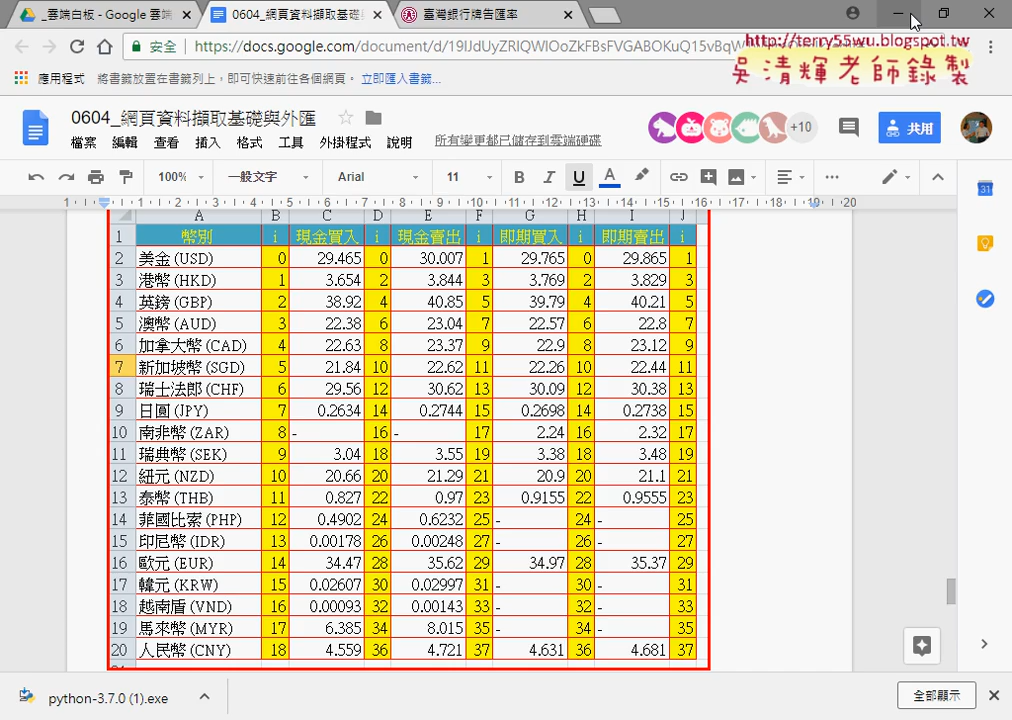 _雲端白板 - Google 雲端
0604_網頁資料擷取基礎
臺灣銀行牌告匯率
安全 https://docs.google.com/document/d/19IJdUyZRlQWIOoZkFBsFVGABOKuQ15vBqW
http://terry55wu.blogspot.tw
吳清輝老師錄製
應用程式 將書籤放置在書籤列上，即可快速前往各個網頁。 立即匯入書籤...
0604_網頁資料擷取基礎與外匯
+10
共用
檔案 編輯 查看 插入 格式 工具 外掛程式 說明 所有變更都已儲存到雲端硬碟
100% 一般文字 Arial 11 B I U A
1 1 2 3 4 5 6 7 8 9 10 11 12 13 14 15 16 17 18 19 20
31
A B C D E F G H I J
1 幣別 i 現金買入 i 現金賣出 i 即期買入 i 即期賣出 i
2 美金 (USD) 0 29.465 0 30.007 1 29.765 0 29.865 1
3 港幣 (HKD) 1 3.654 2 3.844 3 3.769 2 3.829 3
4 英鎊 (GBP) 2 38.92 4 40.85 5 39.79 4 40.21 5
5 澳幣 (AUD) 3 22.38 6 23.04 7 22.57 6 22.8 7
6 加拿大幣 (CAD) 4 22.63 8 23.37 9 22.9 8 23.12 9
7 新加坡幣 (SGD) 5 21.84 10 22.62 11 22.26 10 22.44 11
8 瑞士法郎 (CHF) 6 29.56 12 30.62 13 30.09 12 30.38 13
9 日圓 (JPY) 7 0.2634 14 0.2744 15 0.2698 14 0.2738 15
10 南非幣 (ZAR) 8 - 16 - 17 2.24 16 2.32 17
11 瑞典幣 (SEK) 9 3.04 18 3.55 19 3.38 18 3.48 19
12 紐元 (NZD) 10 20.66 20 21.29 21 20.9 20 21.1 21
13 泰幣 (THB) 11 0.827 22 0.97 23 0.9155 22 0.9555 23
14 菲國比索 (PHP) 12 0.4902 24 0.6232 25 - 24 - 25
15 印尼幣 (IDR) 13 0.00178 26 0.00248 27 - 26 - 27
16 歐元 (EUR) 14 34.47 28 35.62 29 34.97 28 35.37 29
17 韓元 (KRW) 15 0.02607 30 0.02997 31 - 30 - 31
18 越南盾 (VND) 16 0.00093 32 0.00143 33 - 32 - 33
19 馬來幣 (MYR) 17 6.385 34 8.015 35 - 34 - 35
20 人民幣 (CNY) 18 4.559 36 4.721 37 4.631 36 4.681 37
python-3.7.0 (1).exe
全部顯示